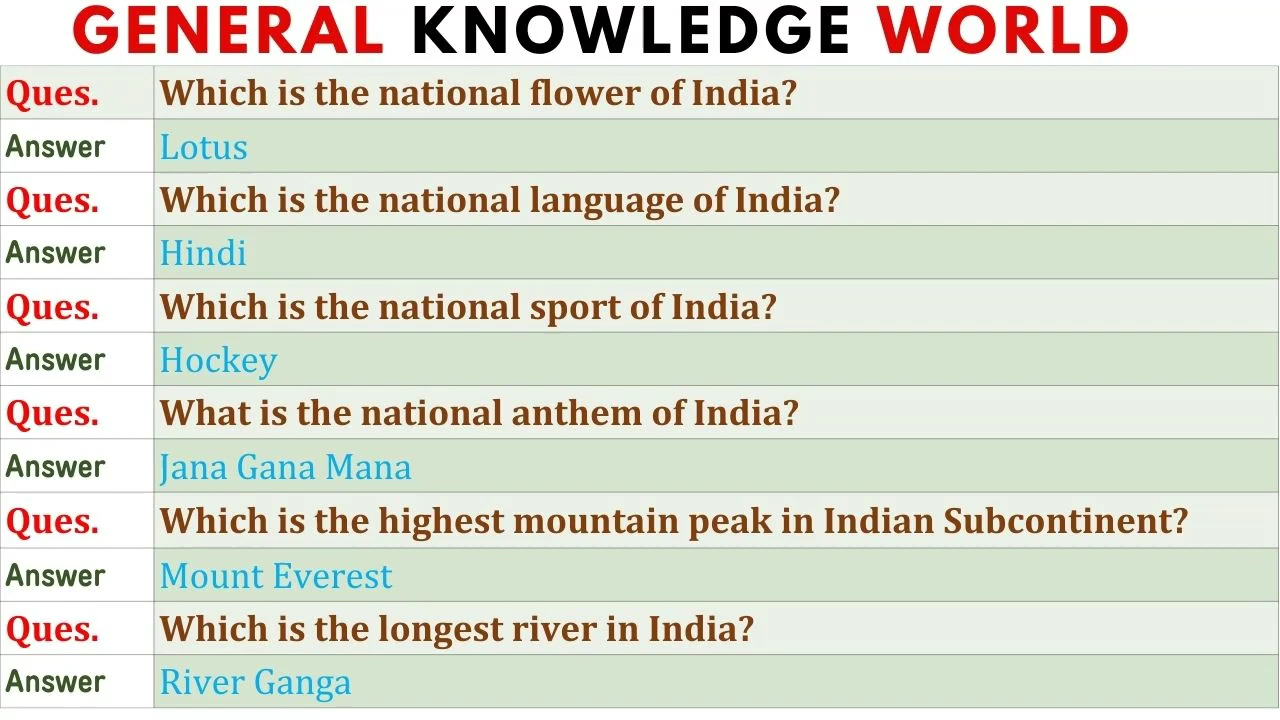 GENERAL KNOWLEDGE WORLD
Ques. Which is the national flower of India?
Answer Lotus
Ques. Which is the national language of India?
Answer Hindi
Ques. Which is the national sport of India?
Answer Hockey
Ques. What is the national anthem of India?
Answer Jana Gana Mana
Ques. Which is the highest mountain peak in Indian Subcontinent?
Answer Mount Everest
Ques. Which is the longest river in India?
Answer River Ganga